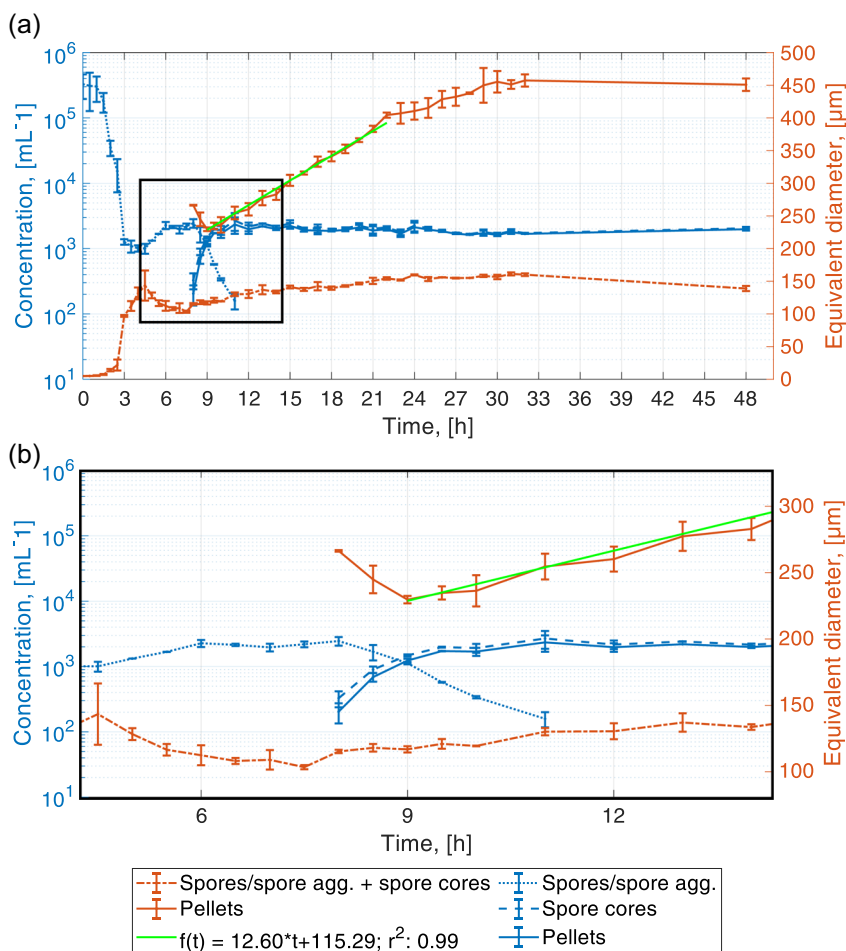 (a)
Concentration, [mL^-1]
10^6
10^5
10^4
10^3
10^2
10^1
500
450
400
350
300
250
200
150
100
50
0
Equivalent diameter, [µm]
0 3 6 9 12 15 18 21 24 27 30 33 36 39 42 45 48
Time, [h]
(b)
Concentration, [mL^-1]
10^6
10^5
10^4
10^3
10^2
10^1
300
250
200
150
100
Equivalent diameter, [µm]
6 9 12
Time, [h]
Spores/spore agg. + spore cores
Pellets
f(t) = 12.60*t+115.29; r^2: 0.99
Spores/spore agg.
Spore cores
Pellets